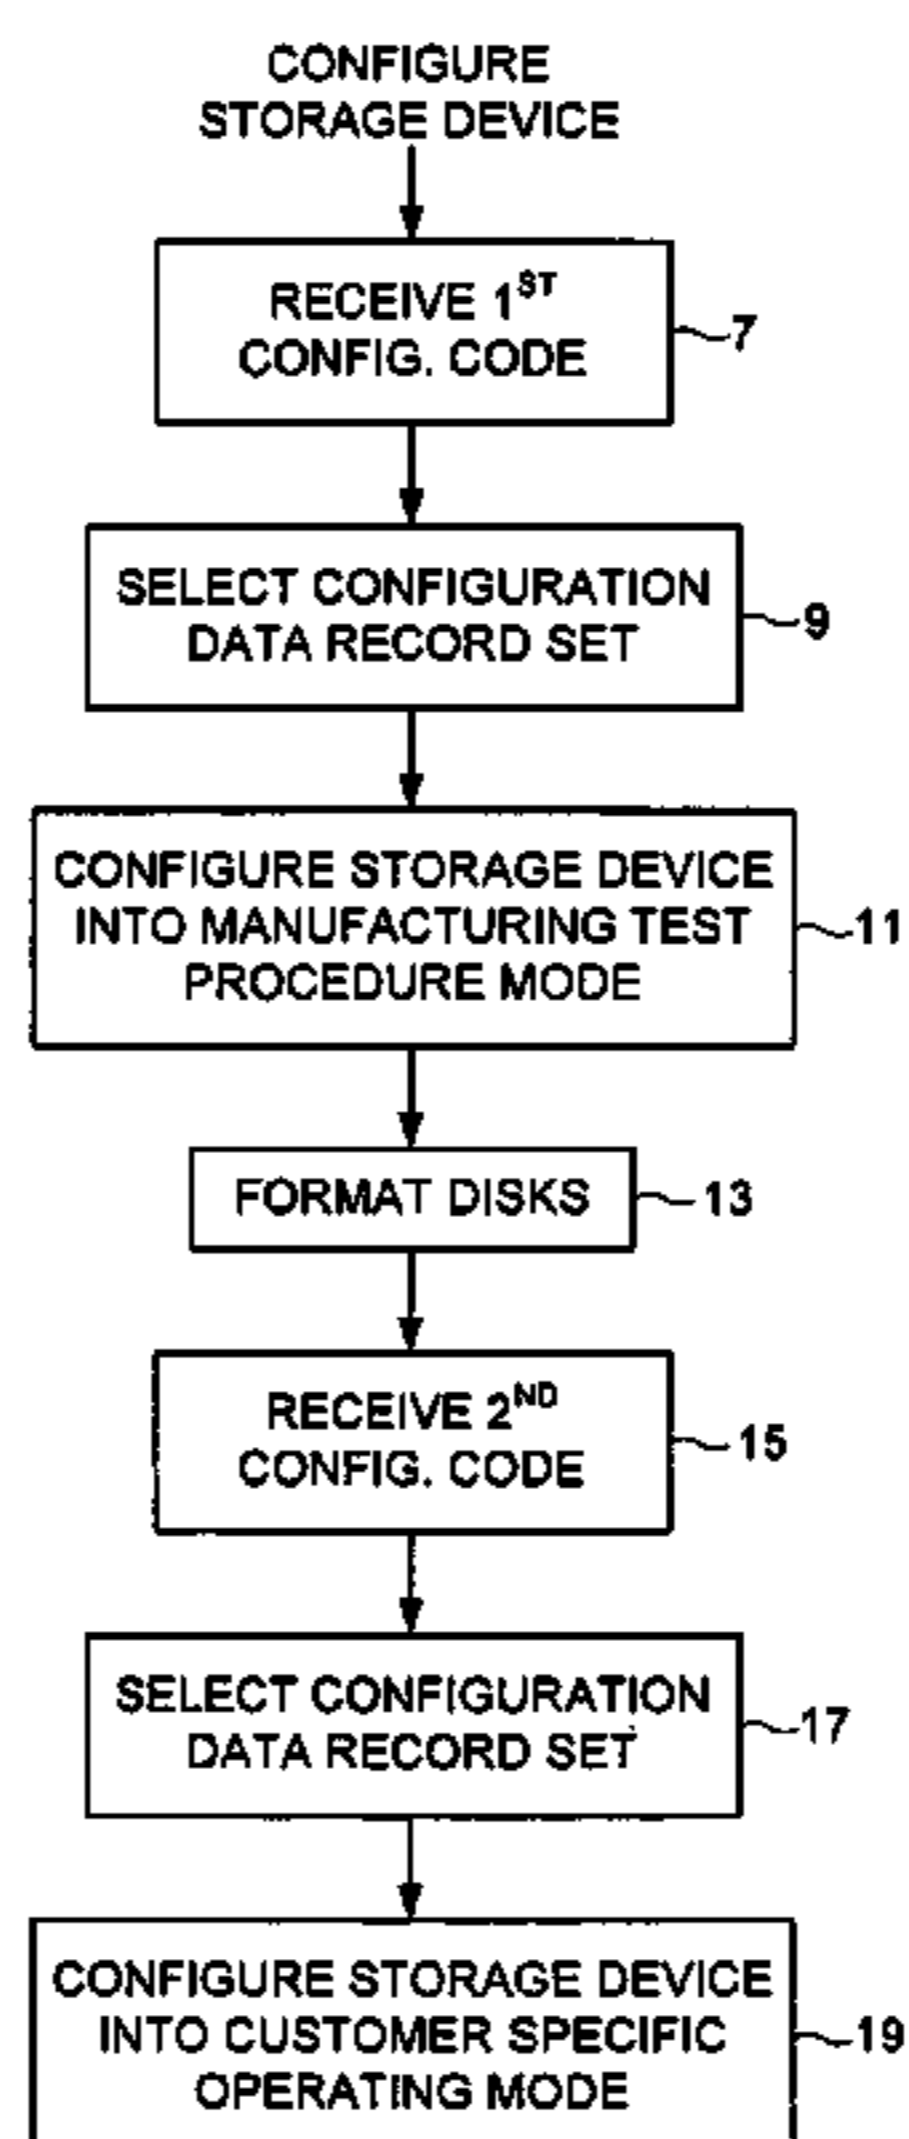 CONFIGURE
STORAGE DEVICE
RECEIVE 1ST
CONFIG. CODE
7
SELECT CONFIGURATION
DATA RECORD SET
9
CONFIGURE STORAGE DEVICE
INTO MANUFACTURING TEST
PROCEDURE MODE
11
FORMAT DISKS
13
RECEIVE 2ND
CONFIG. CODE
15
SELECT CONFIGURATION
DATA RECORD SET
17
CONFIGURE STORAGE DEVICE
INTO CUSTOMER SPECIFIC
OPERATING MODE
19